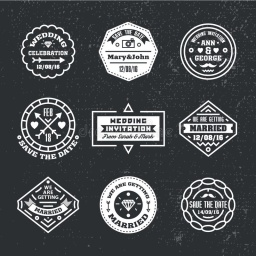 WEDDING
CELEBRATION
12/08/16
SAVE THE DATE
Mary&John
12/08/16
WEDDING INVITATION
ANN
&
GEORGE
FEB
18
SAVE THE DATE
WEDDING
INVITATION
From Sarah & Mark
WE ARE GETTING
MARRIED
12/08/16
WE ARE
GETTING
MARRIED
WE ARE GETTING
MARRIED
SAVE THE DATE
14/09/16